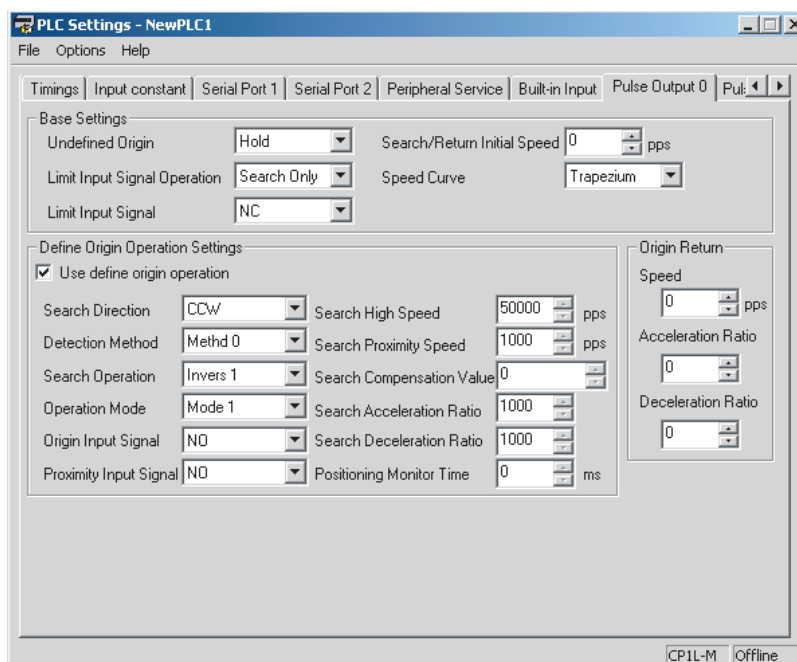 PLC Settings - NewPLC1
File Options Help
Timings Input constant Serial Port 1 Serial Port 2 Peripheral Service Built-in Input Pulse Output 0
Base Settings
Undefined Origin Hold Search/Return Initial Speed 0 pps
Limit Input Signal Operation Search Only Speed Curve Trapezium
Limit Input Signal NC
Define Origin Operation Settings
Use define origin operation
Search Direction CCW Search High Speed 50000 pps
Detection Method Methd 0 Search Proximity Speed 1000 pps
Search Operation Invers 1 Search Compensation Value 0
Operation Mode Mode 1 Search Acceleration Ratio 1000
Origin Input Signal NO Search Deceleration Ratio 1000
Proximity Input Signal NO Positioning Monitor Time 0 ms
Origin Return
Speed
0 pps
Acceleration Ratio
0
Deceleration Ratio
0
CP1L-M Offline